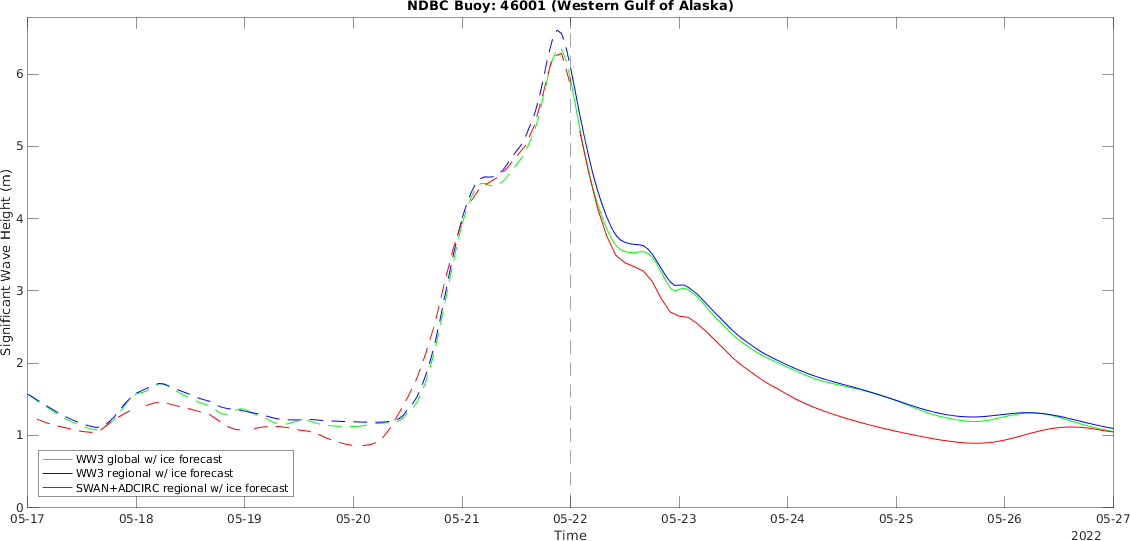 NDBC Buoy: 46001 (Western Gulf of Alaska)
6
5
4
3
2
1
0
Significant Wave Height (m)
WW3 global w/ ice forecast
WW3 regional w/ ice forecast
SWAN+ADCIRC regional w/ ice forecast
05-17 05-18 05-19 05-20 05-21 05-22 05-23 05-24 05-25 05-26 05-27
Time
2022